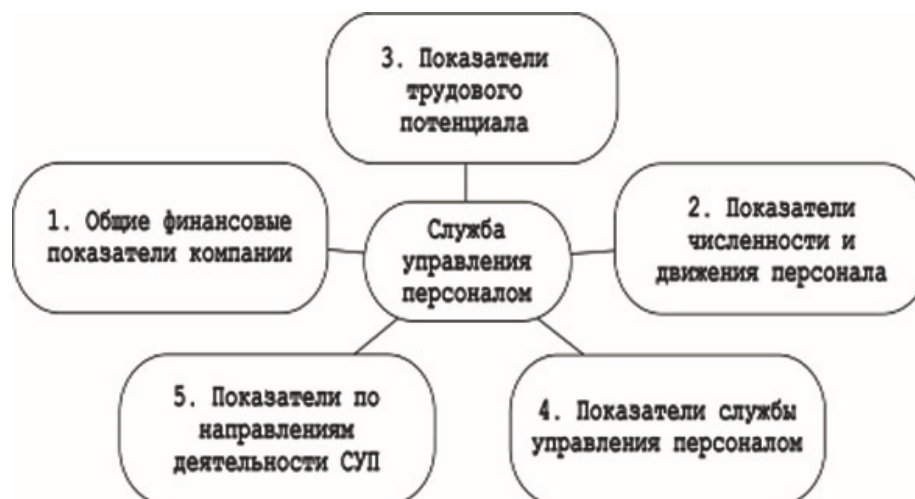 3. Показатели
трудового
потенциала
1. Общие финансовые
показатели компании
Служба
управления
персоналом
2. Показатели
численности и
движения персонала
5. Показатели по
направлениям
деятельности СУП
4. Показатели службы
управления персоналом